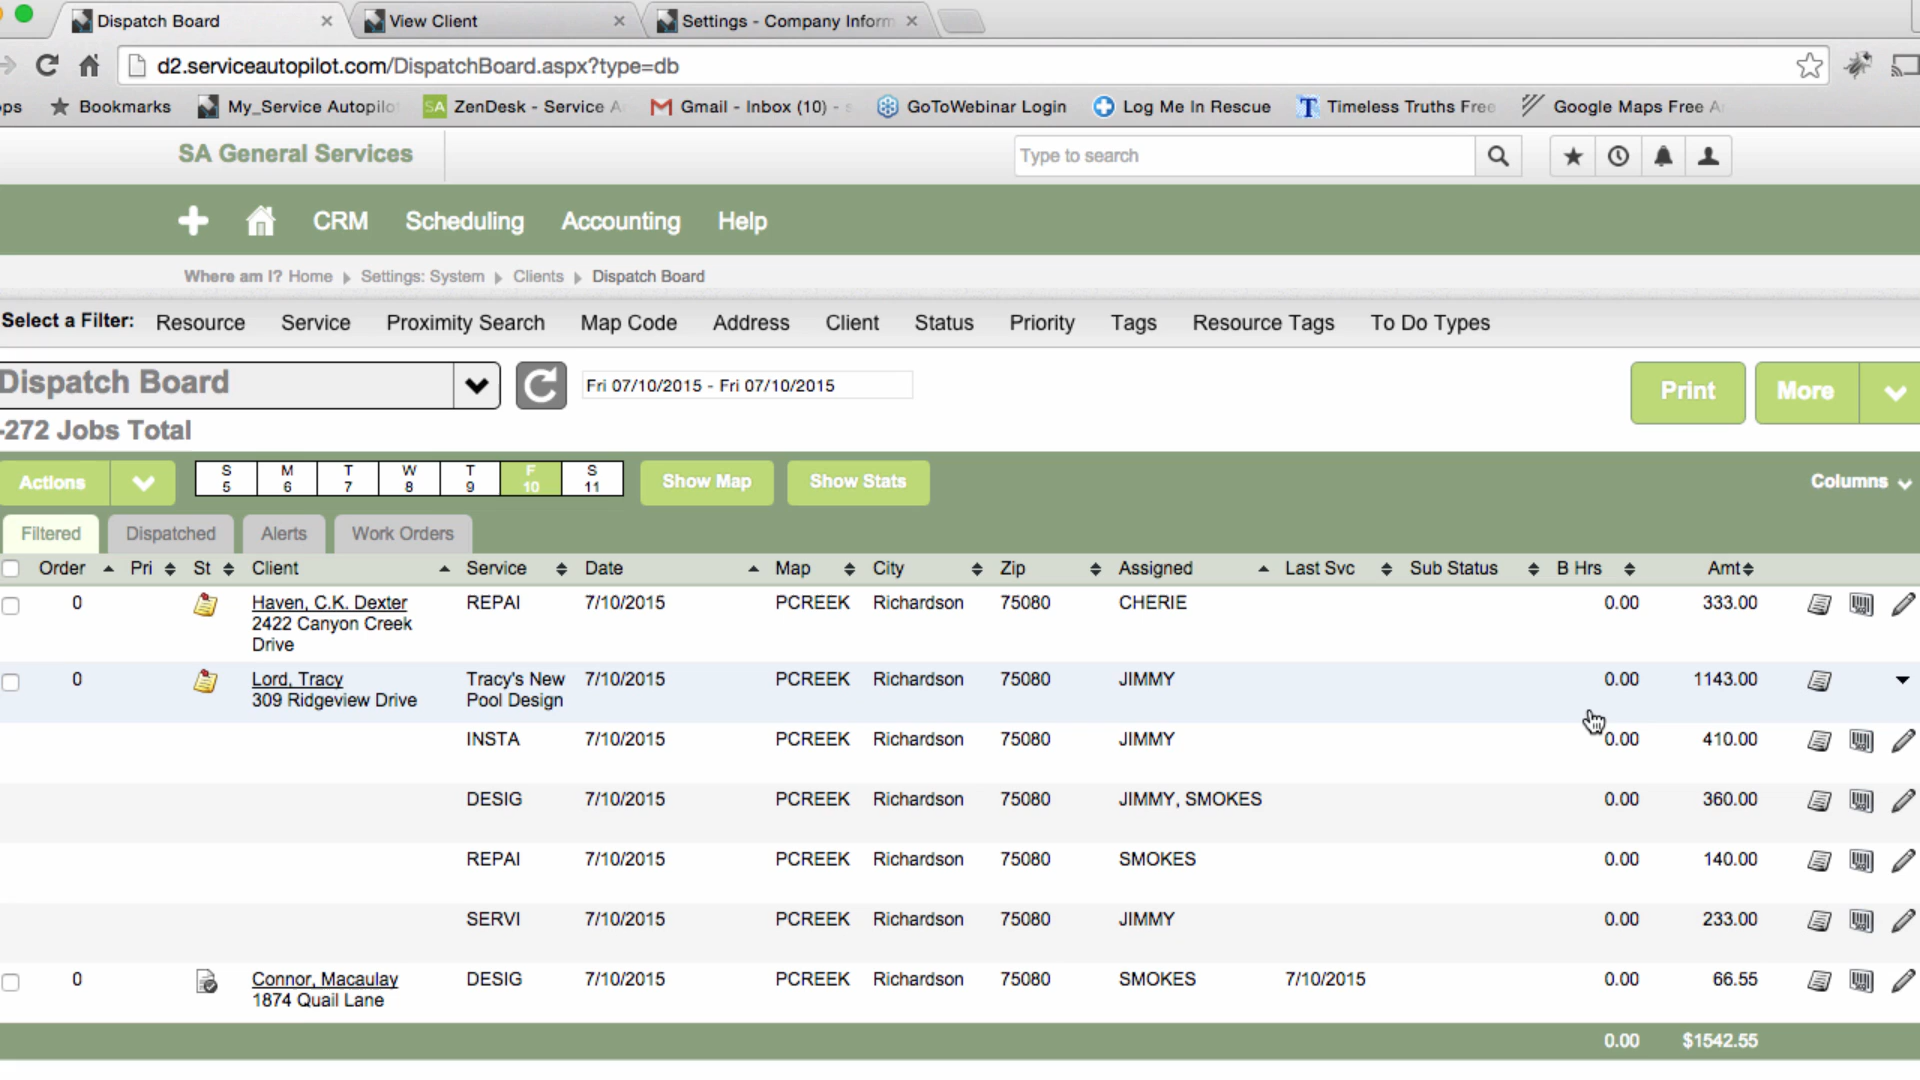 Dispatch Board
View Client
Settings - Company Inform
d2.serviceautopilot.com/DispatchBoard.aspx?type=db
ps
Bookmarks
My_Service Autopilot
SA ZenDesk - Service A
Gmail - Inbox (10) - s
GoToWebinar Login
Log Me In Rescue
T Timeless Truths Free
Google Maps Free A
SA General Services
Type to search
CRM Scheduling Accounting Help
Where am I? Home Settings: System Clients Dispatch Board
Select a Filter: Resource Service Proximity Search Map Code Address Client Status Priority Tags Resource Tags To Do Types
Dispatch Board
Fri 07/10/2015 - Fri 07/10/2015
Print More
-272 Jobs Total
Actions
S M T W T F S
5 6 7 8 9 10 11
Show Map Show Stats
Columns
Filtered Dispatched Alerts Work Orders
Order Pri St Client Service Date Map City Zip Assigned Last Svc Sub Status B Hrs Amt
0 Haven, C.K. Dexter REPAI 7/10/2015 PCREEK Richardson 75080 CHERIE 0.00 333.00
2422 Canyon Creek
Drive
0 Lord, Tracy Tracy's New 7/10/2015 PCREEK Richardson 75080 JIMMY 0.00 1143.00
309 Ridgeview Drive Pool Design
INSTA 7/10/2015 PCREEK Richardson 75080 JIMMY 0.00 410.00
DESIG 7/10/2015 PCREEK Richardson 75080 JIMMY, SMOKES 0.00 360.00
REPAI 7/10/2015 PCREEK Richardson 75080 SMOKES 0.00 140.00
SERVI 7/10/2015 PCREEK Richardson 75080 JIMMY 0.00 233.00
0 Connor, Macaulay DESIG 7/10/2015 PCREEK Richardson 75080 SMOKES 7/10/2015 0.00 66.55
1874 Quail Lane
0.00 $1542.55